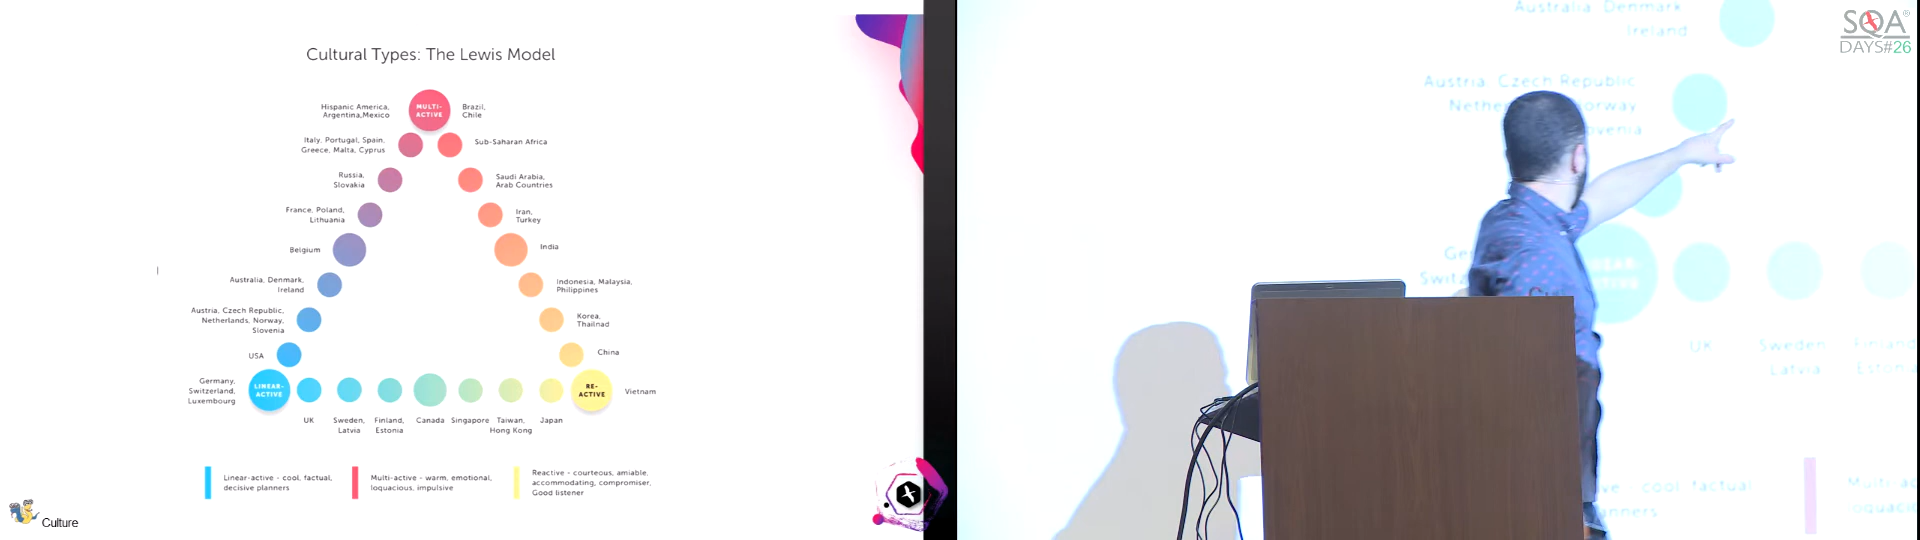 Cultural Types: The Lewis Model
MULTI-
ACTIVE
Hispanic America,
Argentina,Mexico
Brazil,
Chile
Italy, Portugal, Spain,
Greece, Malta, Cyprus
Sub-Saharan Africa
Russia,
Slovakia
Saudi Arabia,
Arab Countries
France, Poland,
Lithuania
Iran,
Turkey
Belgium
India
Australia, Denmark,
Ireland
Indonesia, Malaysia,
Philippines
Austria, Czech Republic,
Netherlands, Norway,
Slovenia
Korea,
Thailnad
USA
China
Germany,
Switzerland,
Luxembourg
LINEAR-
ACTIVE
RE-
ACTIVE
Vietnam
UK
Sweden,
Latvia
Finland,
Estonia
Canada
Singapore
Taiwan,
Hong Kong
Japan
Linear-active - cool, factual,
decisive planners
Multi-active - warm, emotional,
loquacious, impulsive
Reactive - courteous, amiable,
accommodating, compromiser,
Good listener
Culture
SQA
DAYS#26
Australia Denmark
Ireland
Austria Czech Republic
Norway
UK
Sweden
Latvia
Finland
cool factual